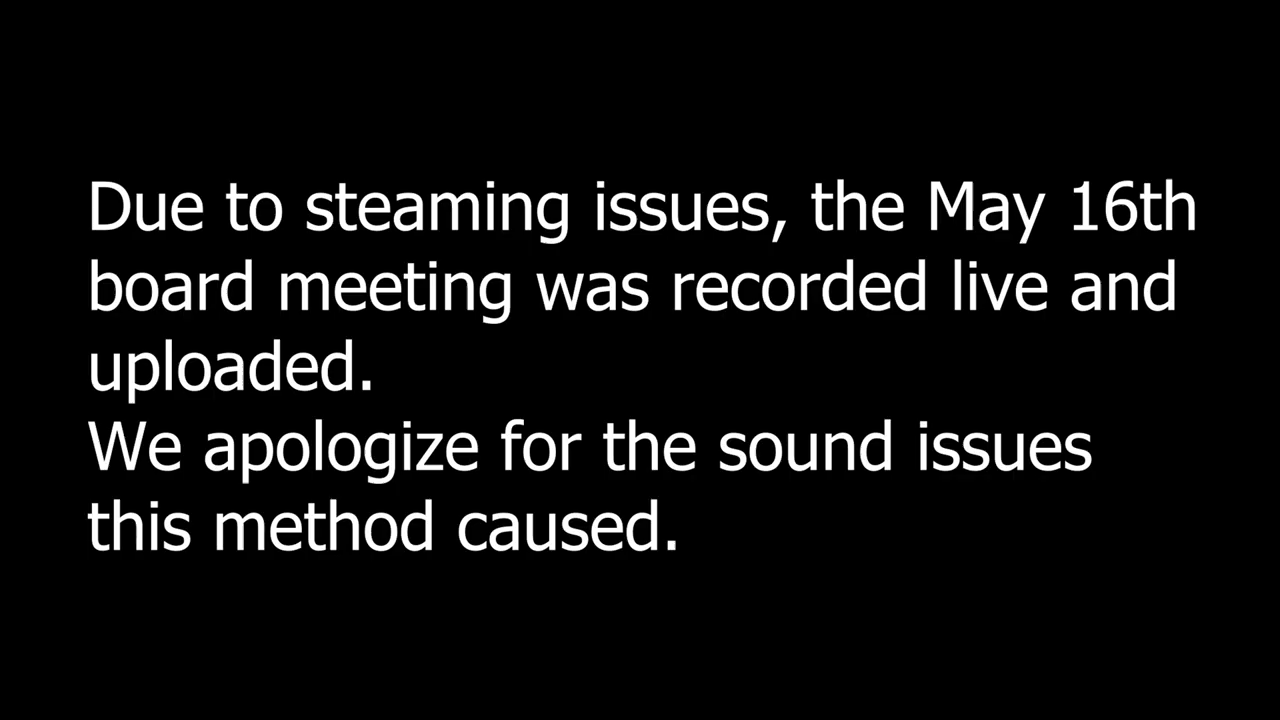 Due to steaming issues, the May 16th
board meeting was recorded live and
uploaded.
We apologize for the sound issues
this method caused.